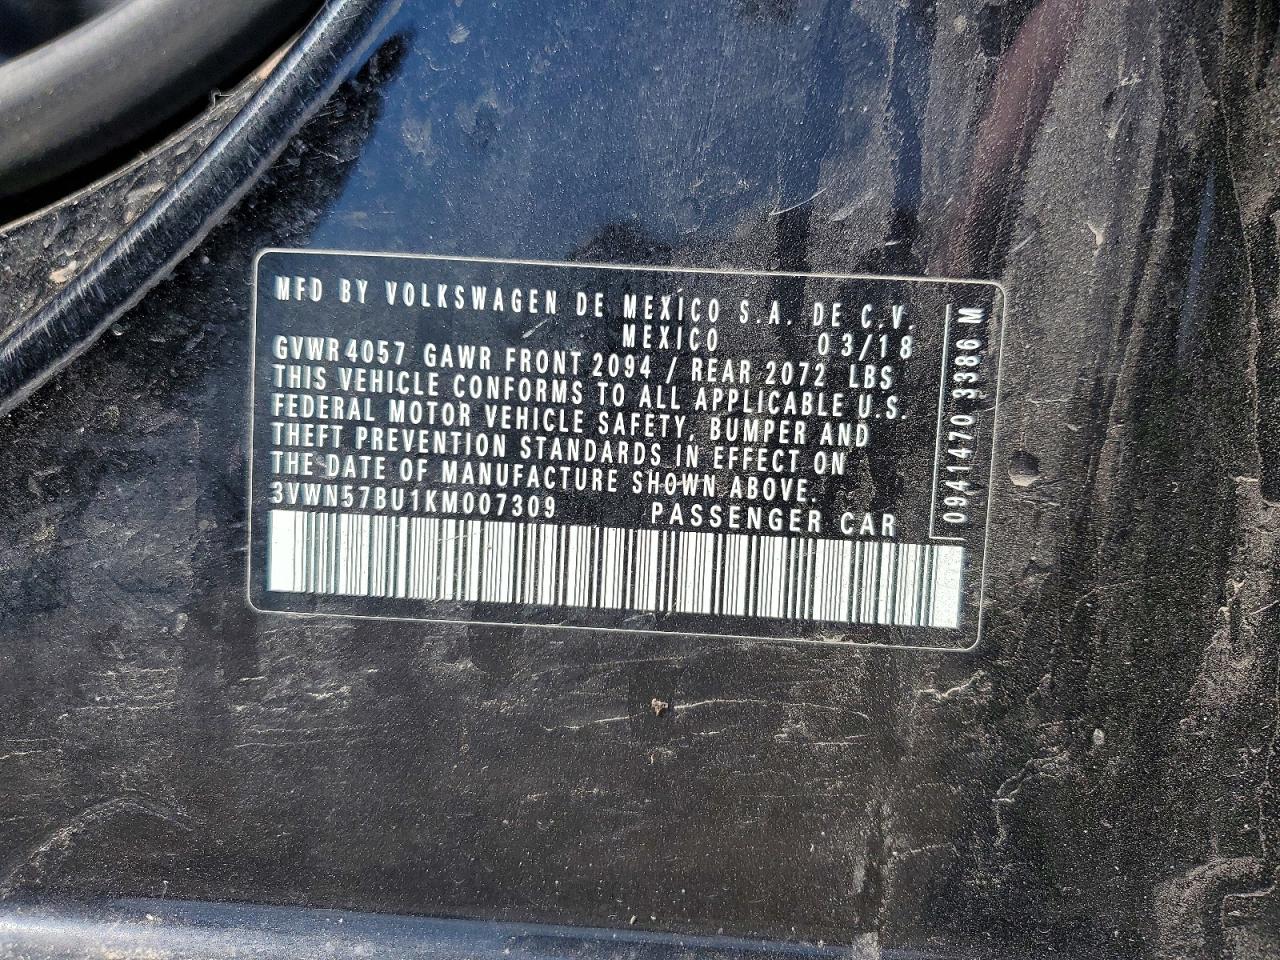 MFD BY VOLKSWAGEN DE MEXICO S.A. DE C.V.
MEXICO 03/18
GVWR 4057 GAWR FRONT 2094 / REAR 2072 LBS
THIS VEHICLE CONFORMS TO ALL APPLICABLE U.S.
FEDERAL MOTOR VEHICLE SAFETY, BUMPER AND
THEFT PREVENTION STANDARDS IN EFFECT ON
THE DATE OF MANUFACTURE SHOWN ABOVE.
3VWN57BU1KM007309 PASSENGER CAR
0941470 3386 M